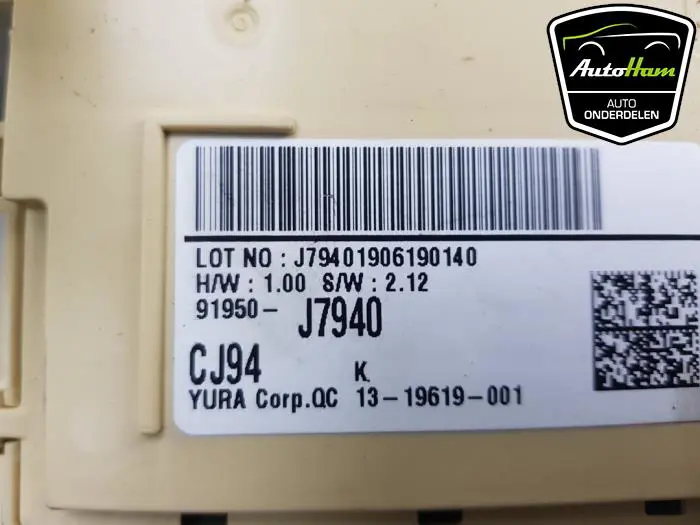 AutoHam
AUTO
ONDERDELEN
LOT NO : J79401906190140
H/W : 1.00 S/W : 2.12
91950- J7940
CJ94 K
YURA Corp.QC 13-19619-001